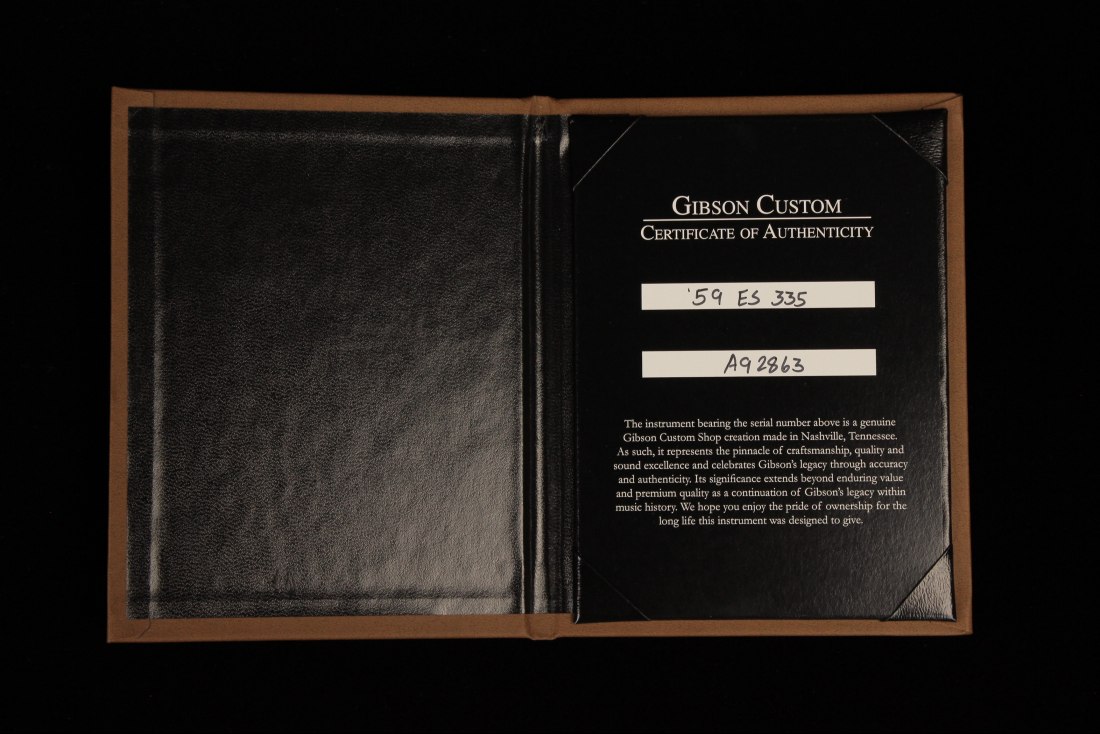 GIBSON CUSTOM
CERTIFICATE OF AUTHENTICITY
'59 ES 335
A92863
The instrument bearing the serial number above is a genuine
Gibson Custom Shop creation made in Nashville, Tennessee.
As such, it represents the pinnacle of craftsmanship, quality and
sound excellence and celebrates Gibson's legacy through accuracy
and authenticity. Its significance extends beyond enduring value
and premium quality as a continuation of Gibson's legacy within
music history. We hope you enjoy the pride of ownership for the
long life this instrument was designed to give.